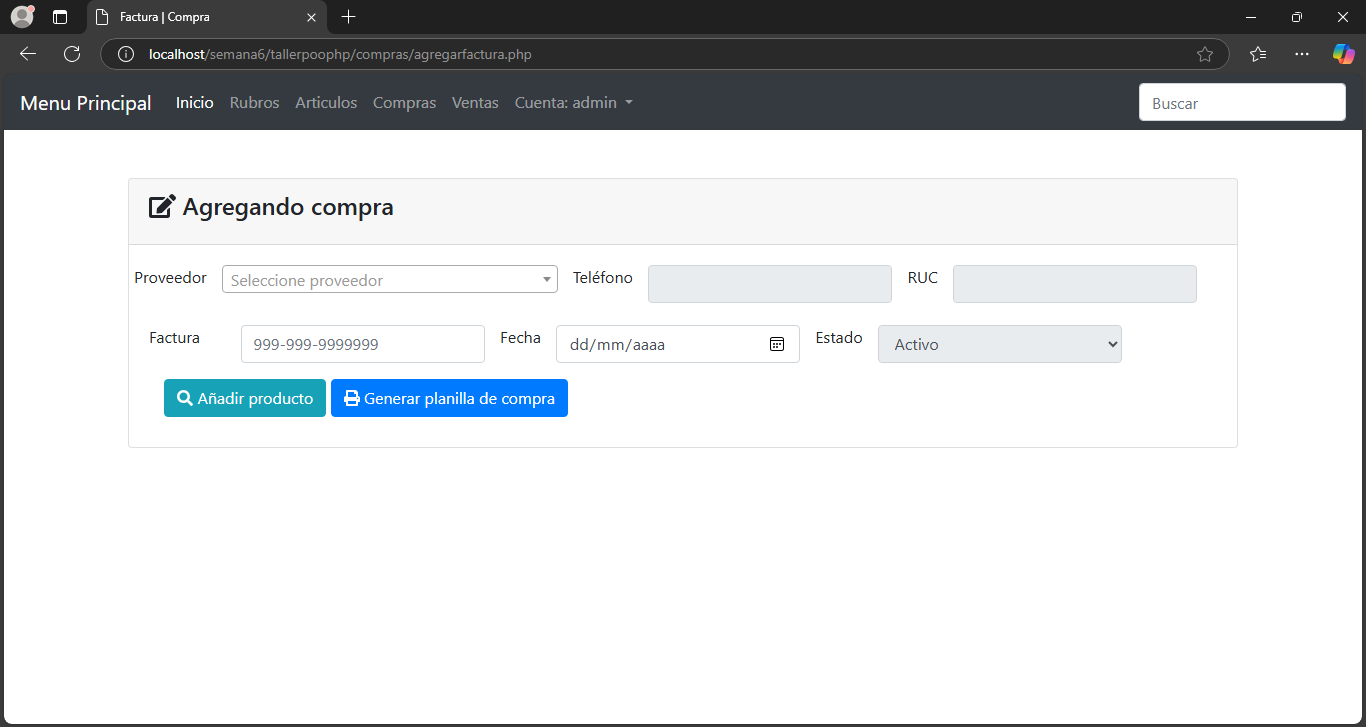 Factura | Compra
localhost/semana6/tallerpoophp/compras/agregarfactura.php
Menu Principal Inicio Rubros Articulos Compras Ventas Cuenta: admin Buscar
Agregando compra
Proveedor Seleccione proveedor Teléfono RUC
Factura 999-999-9999999 Fecha dd/mm/aaaa Estado Activo
Añadir producto Generar planilla de compra